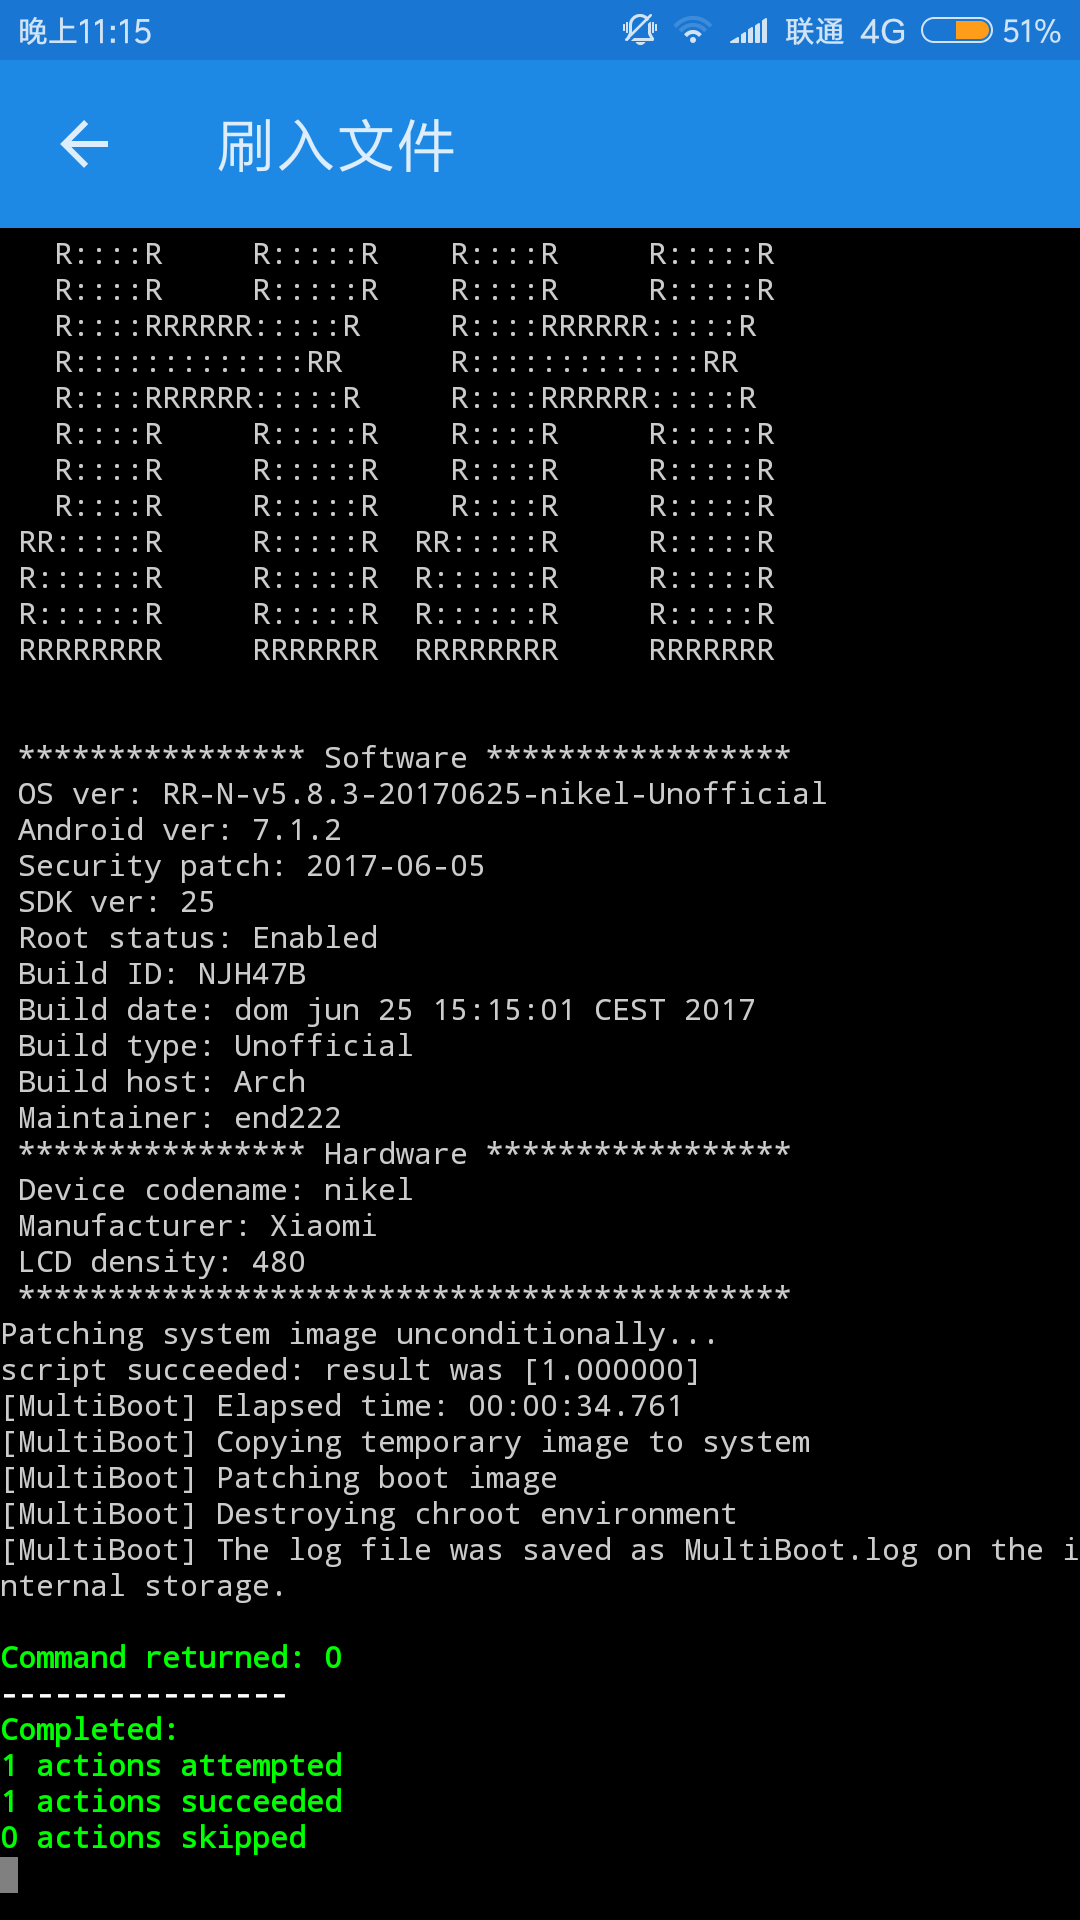 晚上11:15 联通 4G 51%
刷入文件
   R::::R     R:::::R    R::::R     R:::::R
   R::::R     R:::::R    R::::R     R:::::R
   R::::RRRRRR:::::R     R::::RRRRRR:::::R
   R:::::::::::::RR      R:::::::::::::RR
   R::::RRRRRR:::::R     R::::RRRRRR:::::R
   R::::R     R:::::R    R::::R     R:::::R
   R::::R     R:::::R    R::::R     R:::::R
   R::::R     R:::::R    R::::R     R:::::R
 RR:::::R     R:::::R  RR:::::R     R:::::R
 R::::::R     R:::::R  R::::::R     R:::::R
 R::::::R     R:::::R  R::::::R     R:::::R
 RRRRRRRR     RRRRRRR  RRRRRRRR     RRRRRRR
 **************** Software *****************
 OS ver: RR-N-v5.8.3-20170625-nikel-Unofficial
 Android ver: 7.1.2
 Security patch: 2017-06-05
 SDK ver: 25
 Root status: Enabled
 Build ID: NJH47B
 Build date: dom jun 25 15:15:01 CEST 2017
 Build type: Unofficial
 Build host: Arch
 Maintainer: end222
 **************** Hardware *****************
 Device codename: nikel
 Manufacturer: Xiaomi
 LCD density: 480
 *******************************************
Patching system image unconditionally...
script succeeded: result was [1.000000]
[MultiBoot] Elapsed time: 00:00:34.761
[MultiBoot] Copying temporary image to system
[MultiBoot] Patching boot image
[MultiBoot] Destroying chroot environment
[MultiBoot] The log file was saved as MultiBoot.log on the i
nternal storage.
Command returned: 0
----------------
Completed:
1 actions attempted
1 actions succeeded
0 actions skipped